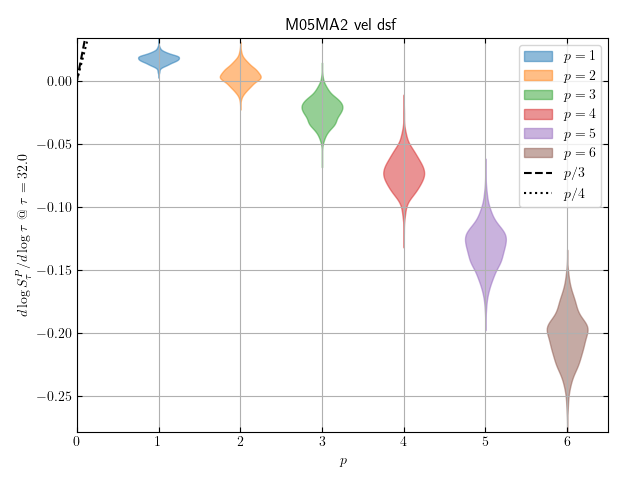 M05MA2 vel dsf
d log S_τ^P / d log τ @ τ = 32.0
0.00
−0.05
−0.10
−0.15
−0.20
−0.25
0 1 2 3 4 5 6
p
p = 1
p = 2
p = 3
p = 4
p = 5
p = 6
p/3
p/4